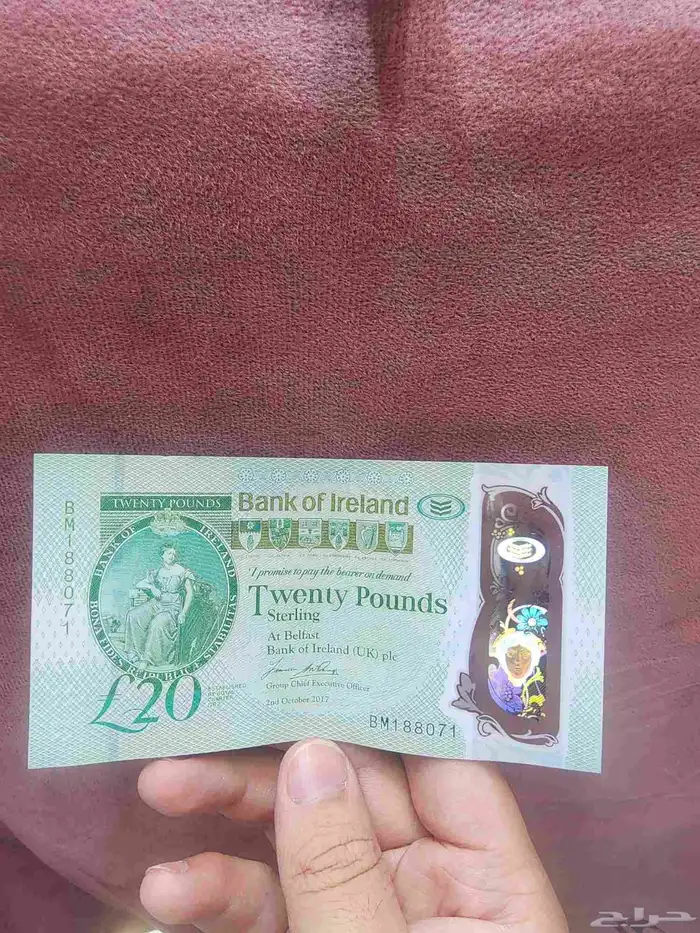 TWENTY POUNDS
Bank of Ireland
BM188071
BANK OF IRELAND
BONA FIDES REIPUBLICÆ STABILITAS
I promise to pay the bearer on demand
Twenty Pounds
Sterling
At Belfast
Bank of Ireland (UK) plc
Group Chief Executive Officer
2nd October 2017
£20
BM188071
حراج